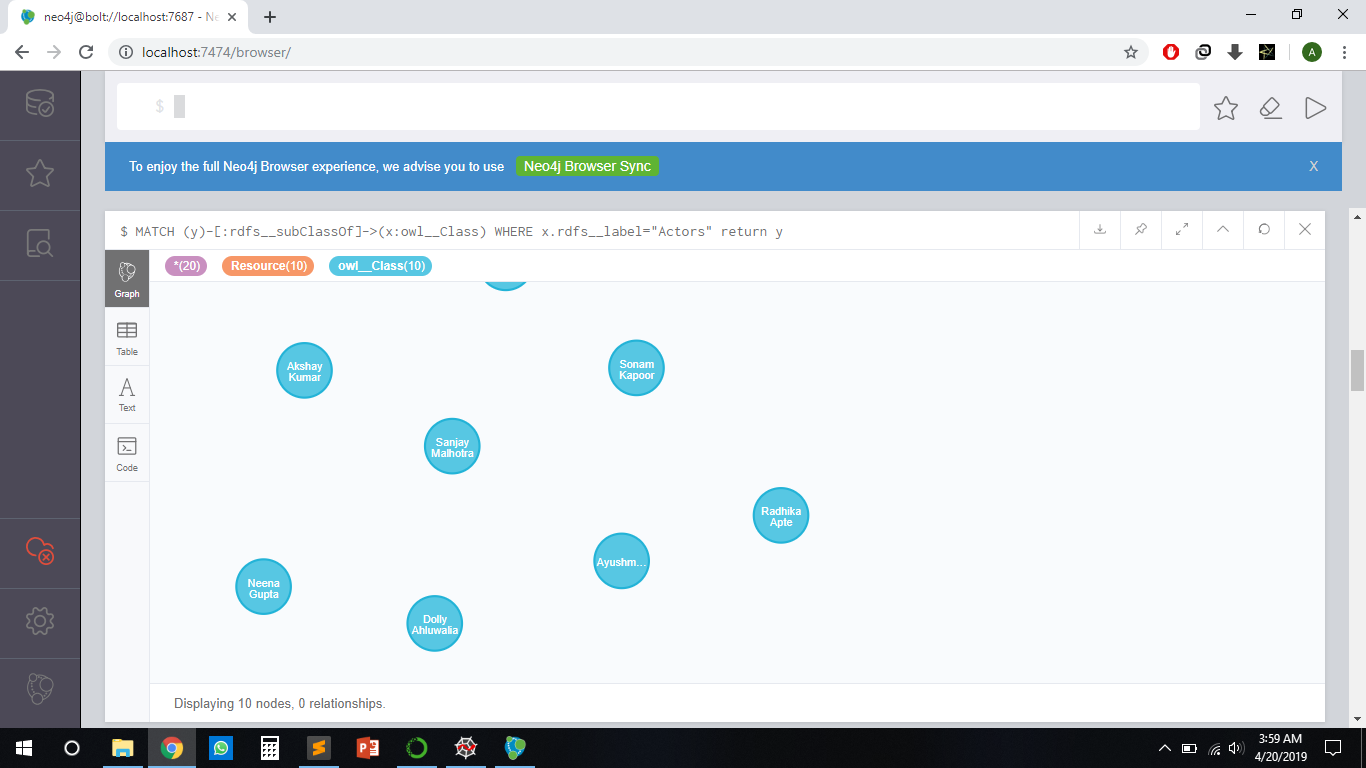 neo4j@bolt://localhost:7687 - Ne
localhost:7474/browser/
A
$
To enjoy the full Neo4j Browser experience, we advise you to use
Neo4j Browser Sync
X
$ MATCH (y)-[:rdfs__subClassOf]->(x:owl__Class) WHERE x.rdfs__label="Actors" return y
*(20)
Resource(10)
owl__Class(10)
Graph
Table
Text
Code
Akshay
Kumar
Sonam
Kapoor
Sanjay
Malhotra
Radhika
Apte
Ayushm...
Neena
Gupta
Dolly
Ahluwalia
Displaying 10 nodes, 0 relationships.
3:59 AM
4/20/2019